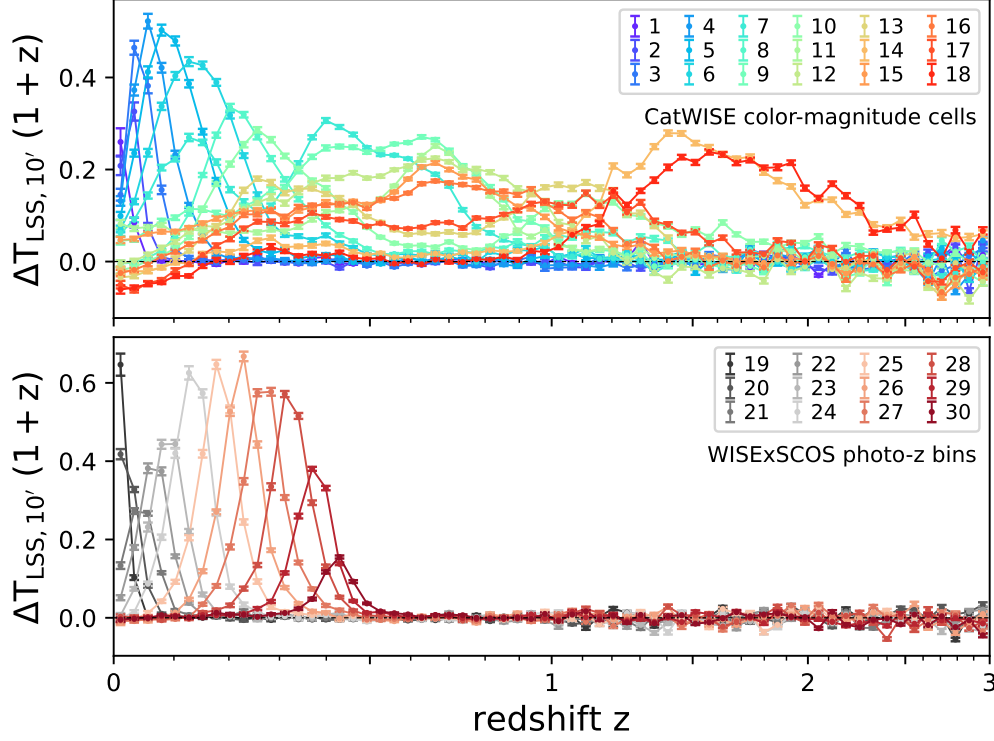 ΔT_LSS, 10′ (1 + z)
0.4
0.2
0.0
1 4 7 10 13 16
2 5 8 11 14 17
3 6 9 12 15 18
CatWISE color-magnitude cells
ΔT_LSS, 10′ (1 + z)
0.6
0.4
0.2
0.0
19 22 25 28
20 23 26 29
21 24 27 30
WISExSCOS photo-z bins
0 1 2 3
redshift z